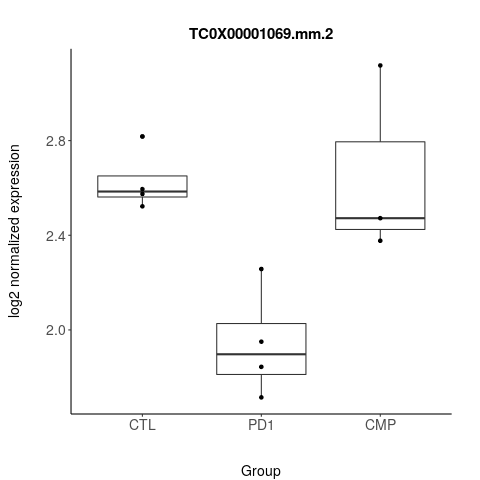 TC0X00001069.mm.2
log2 normalized expression
2.8
2.4
2.0
CTL PD1 CMP
Group